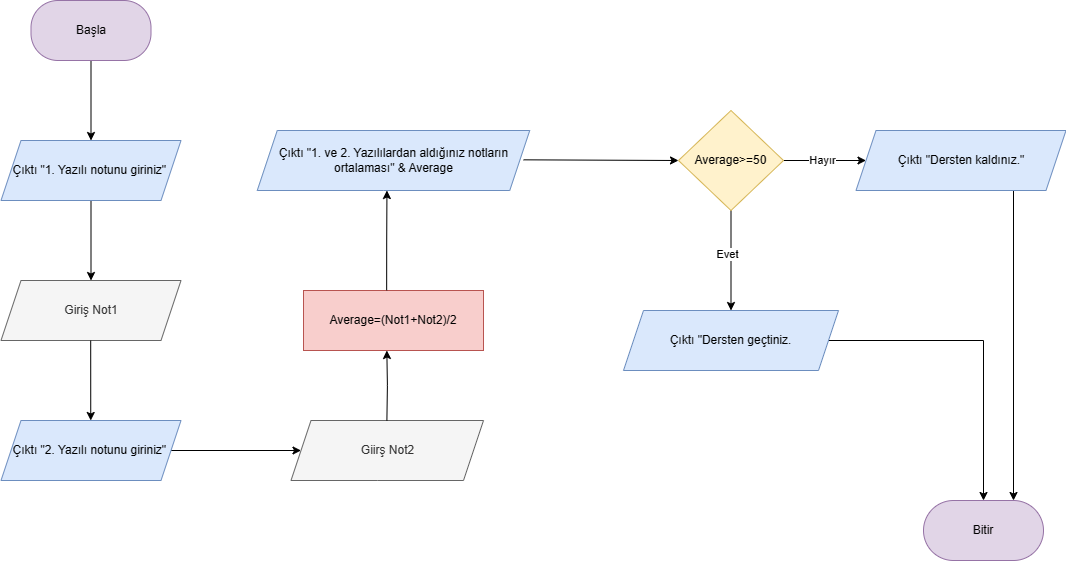 Başla
Çıktı "1. Yazılı notunu giriniz"
Giriş Not1
Çıktı "2. Yazılı notunu giriniz"
Giirş Not2
Average=(Not1+Not2)/2
Çıktı "1. ve 2. Yazılılardan aldığınız notların
ortalaması" & Average
Average>=50
Hayır
Çıktı "Dersten kaldınız."
Evet
Çıktı "Dersten geçtiniz.
Bitir